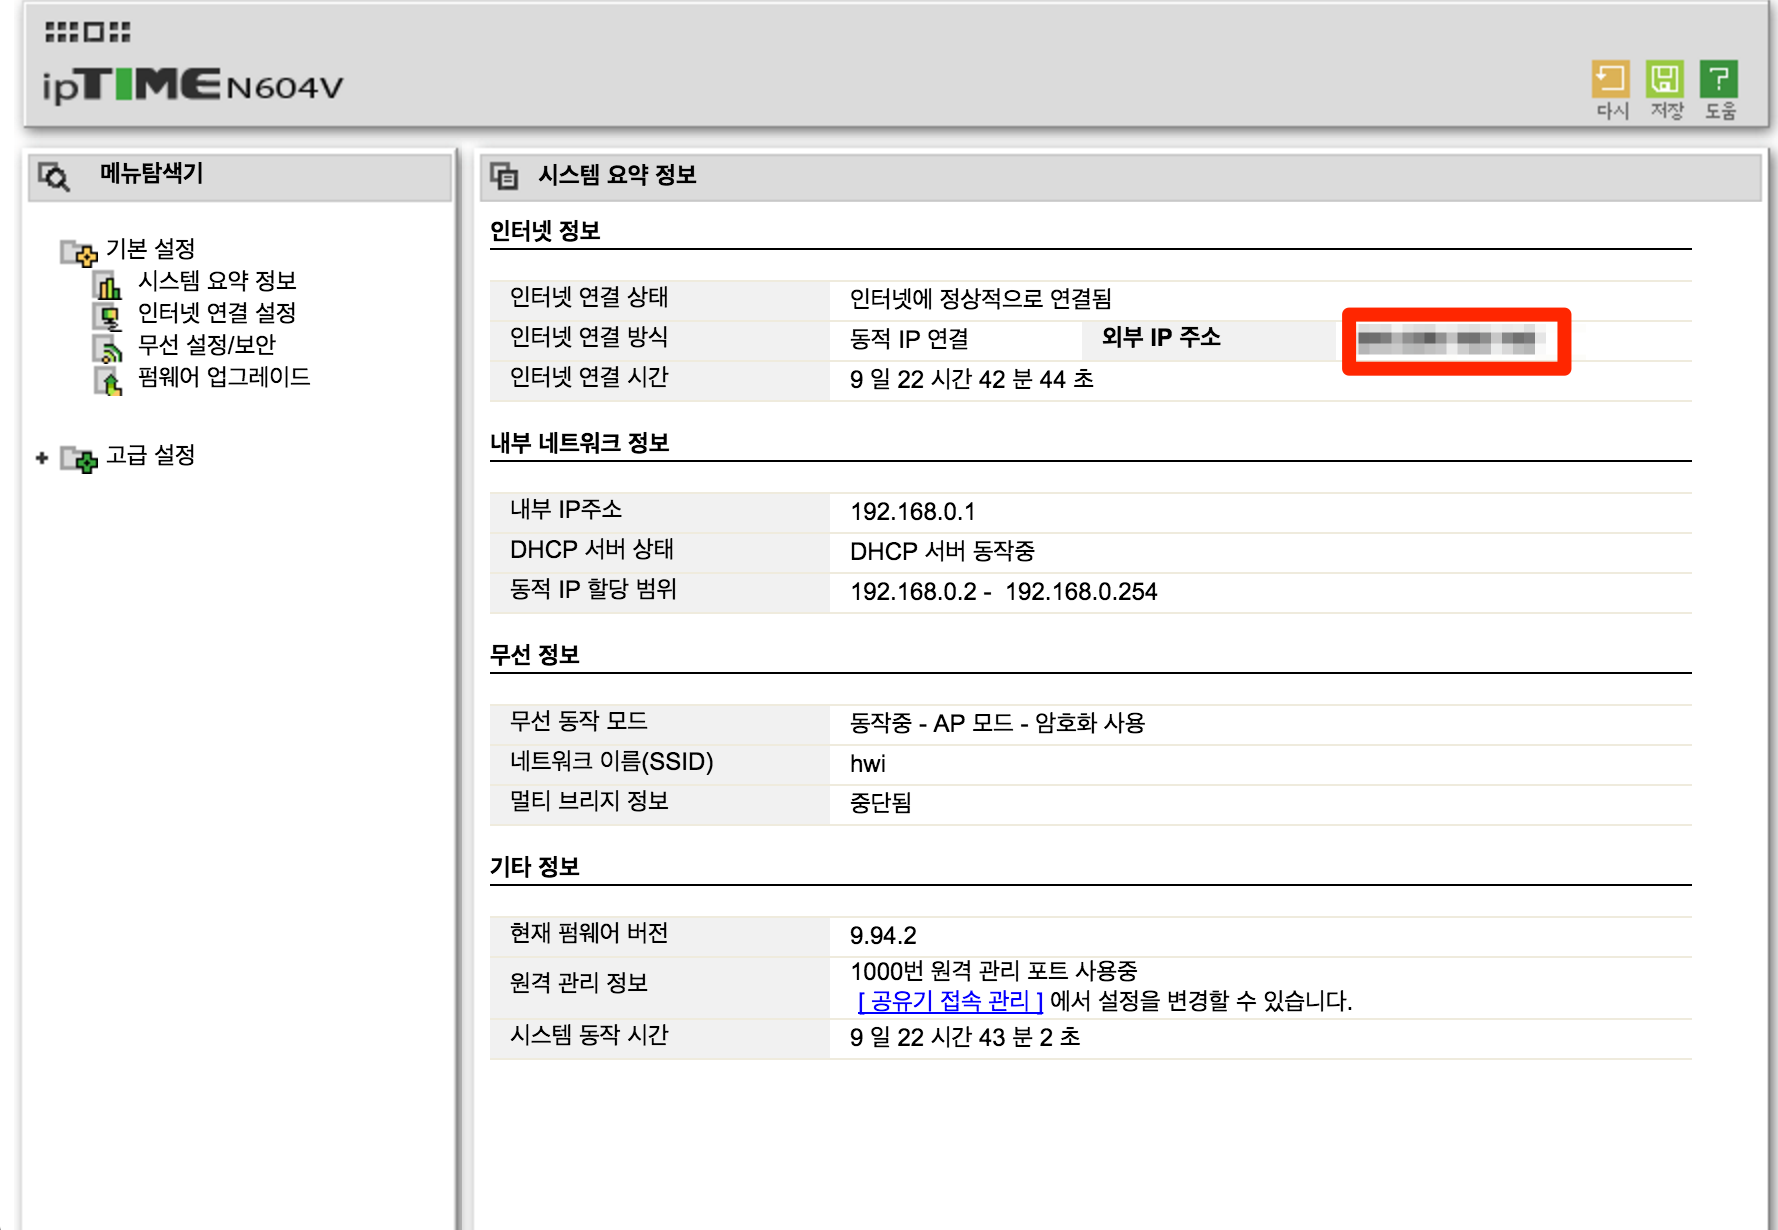 ipTIME N604V
다시 저장 도움
메뉴탐색기
기본 설정
시스템 요약 정보
인터넷 연결 설정
무선 설정/보안
펌웨어 업그레이드
고급 설정
시스템 요약 정보
인터넷 정보
인터넷 연결 상태 인터넷에 정상적으로 연결됨
인터넷 연결 방식 동적 IP 연결 외부 IP 주소
인터넷 연결 시간 9 일 22 시간 42 분 44 초
내부 네트워크 정보
내부 IP주소 192.168.0.1
DHCP 서버 상태 DHCP 서버 동작중
동적 IP 할당 범위 192.168.0.2 - 192.168.0.254
무선 정보
무선 동작 모드 동작중 - AP 모드 - 암호화 사용
네트워크 이름(SSID) hwi
멀티 브리지 정보 중단됨
기타 정보
현재 펌웨어 버전 9.94.2
원격 관리 정보 1000번 원격 관리 포트 사용중
[ 공유기 접속 관리 ] 에서 설정을 변경할 수 있습니다.
시스템 동작 시간 9 일 22 시간 43 분 2 초